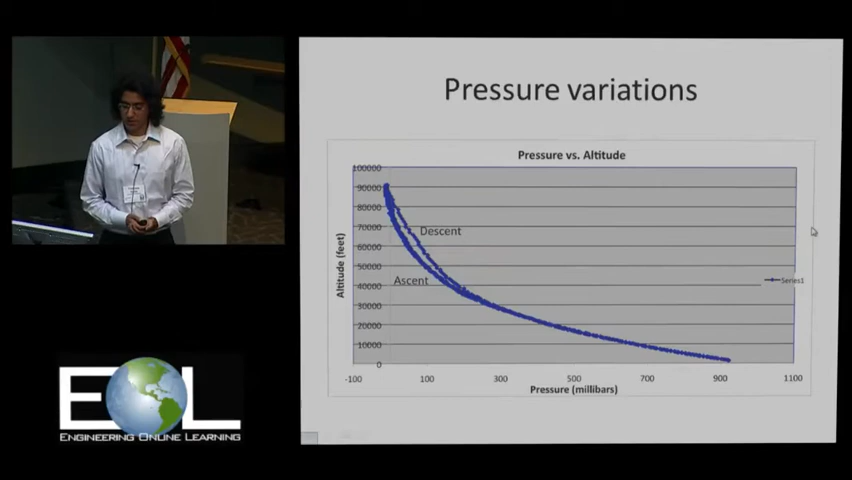 Pressure variations
Pressure vs. Altitude
100000
90000
80000
70000
60000
50000
40000
30000
20000
10000
0
Altitude (feet)
Descent
Ascent
Series1
-100 100 300 500 700 900 1100
Pressure (millibars)
EOL
ENGINEERING ONLINE LEARNING